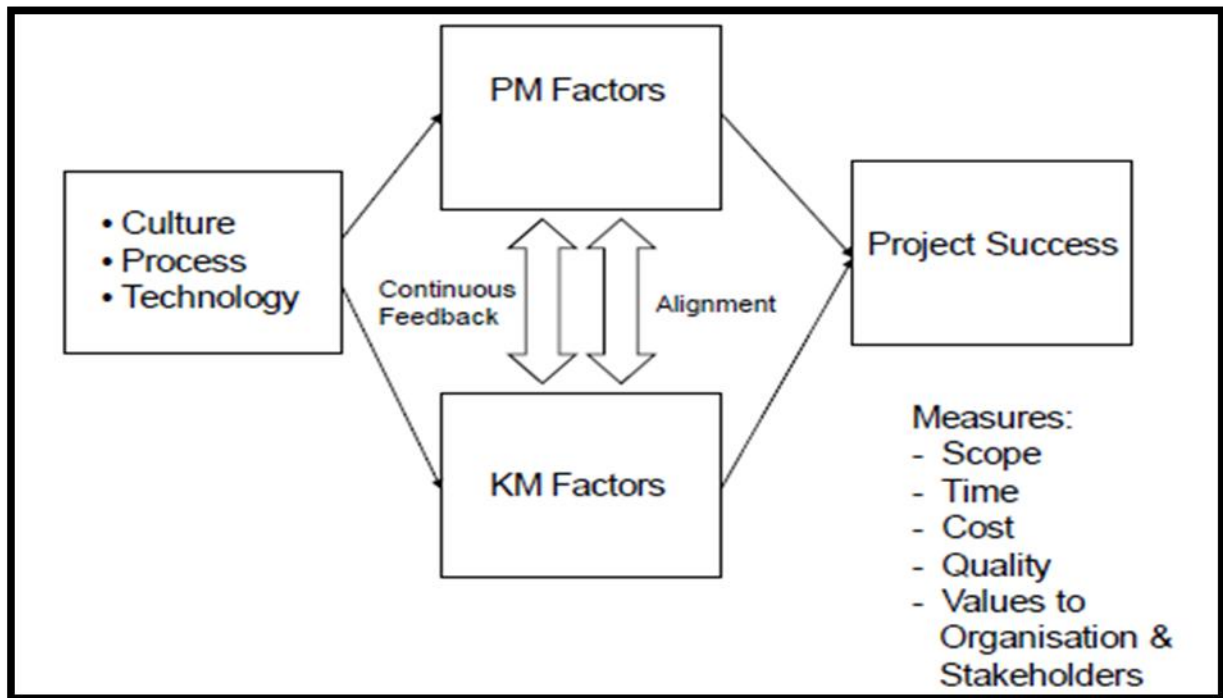 PM Factors
• Culture
• Process
• Technology
Continuous
Feedback
Alignment
Project Success
KM Factors
Measures:
- Scope
- Time
- Cost
- Quality
- Values to
Organisation &
Stakeholders